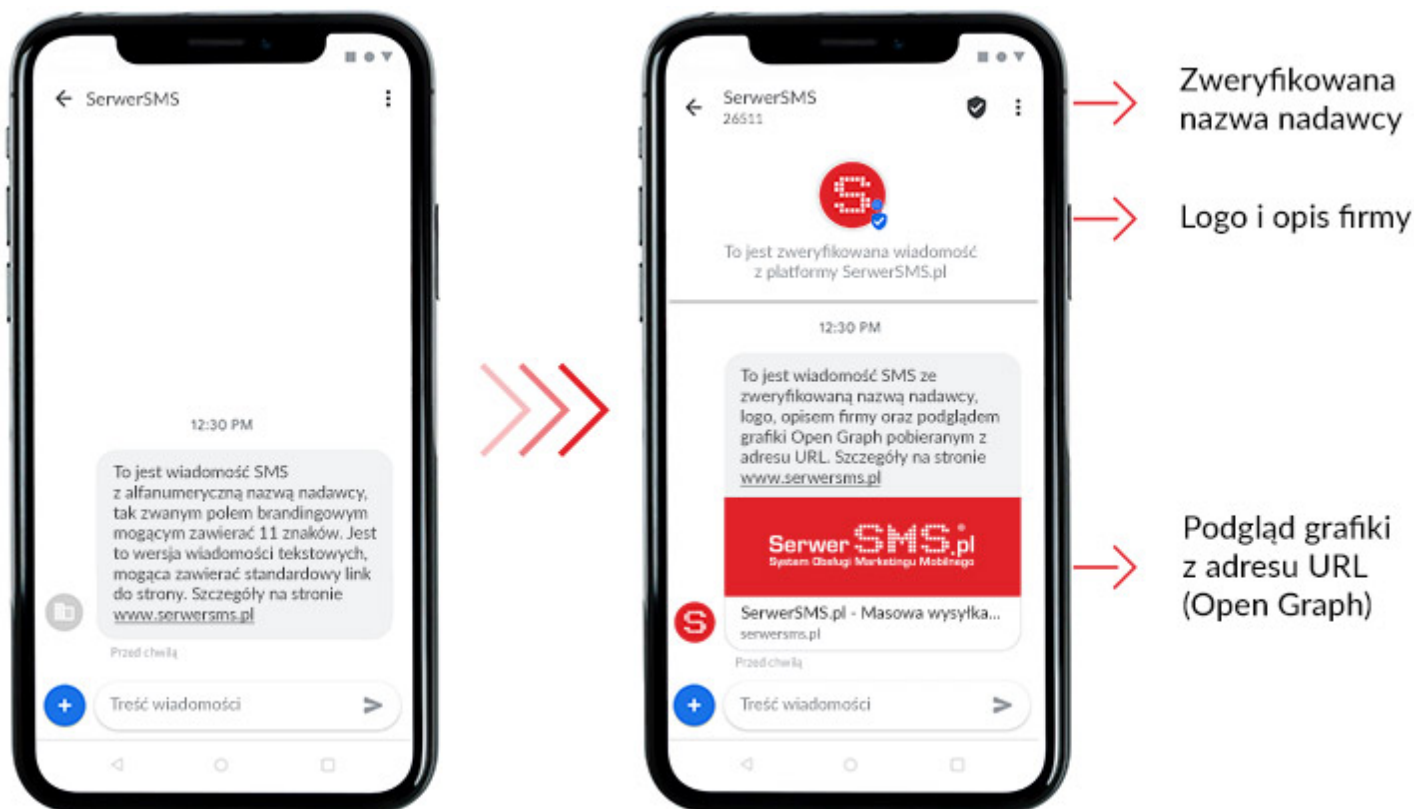 SerwerSMS
12:30 PM
To jest wiadomość SMS
z alfanumeryczną nazwą nadawcy,
tak zwanym polem brandingowym
mogącym zawierać 11 znaków. Jest
to wersja wiadomości tekstowych,
mogąca zawierać standardowy link
do strony. Szczegóły na stronie
www.serwersms.pl
Przed chwilą
Treść wiadomości
SerwerSMS
26511
To jest zweryfikowana wiadomość
z platformy SerwerSMS.pl
12:30 PM
To jest wiadomość SMS ze
zweryfikowaną nazwą nadawcy,
logo, opisem firmy oraz podglądem
grafiki Open Graph pobieranym z
adresu URL. Szczegóły na stronie
www.serwersms.pl
Serwer SMS.pl
System Obsługi Marketingu Mobilnego
S
SerwerSMS.pl - Masowa wysyłka...
serwersms.pl
Przed chwilą
Treść wiadomości
Zweryfikowana
nazwa nadawcy
Logo i opis firmy
Podgląd grafiki
z adresu URL
(Open Graph)